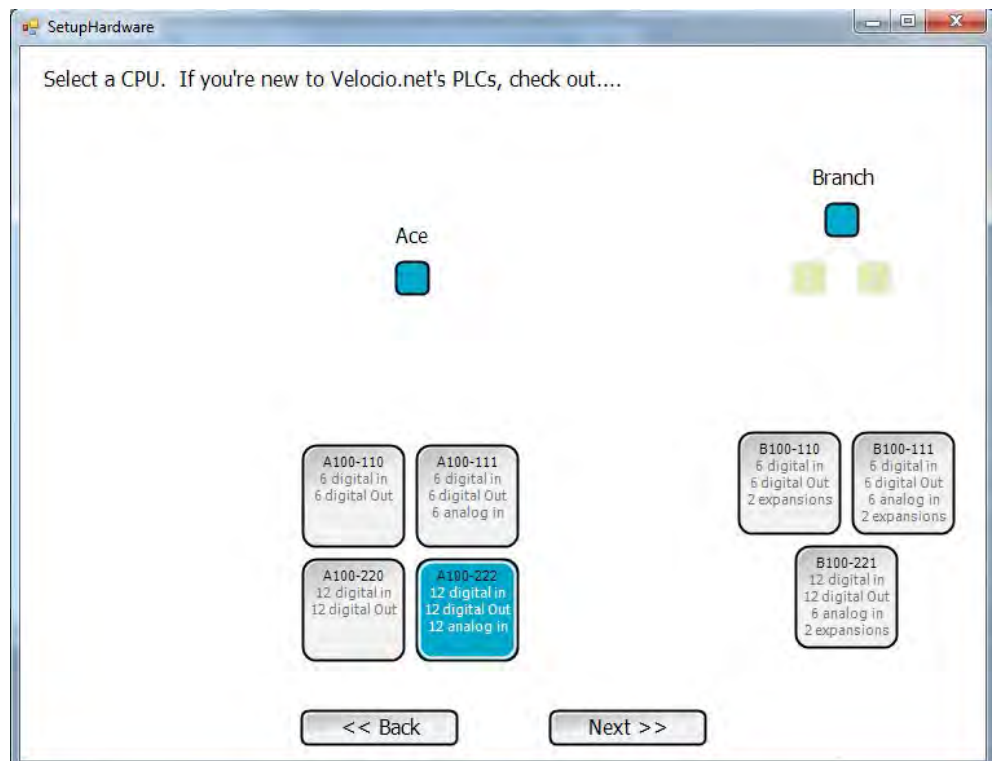 SetupHardware
Select a CPU. If you're new to Velocio.net's PLCs, check out....
Ace
Branch
A100-110
6 digital in
6 digital Out
A100-111
6 digital in
6 digital Out
6 analog in
A100-220
12 digital in
12 digital Out
A100-222
12 digital in
12 digital Out
12 analog in
B100-110
6 digital in
6 digital Out
2 expansions
B100-111
6 digital in
6 digital Out
6 analog in
2 expansions
B100-221
12 digital in
12 digital Out
6 analog in
2 expansions
<< Back
Next >>